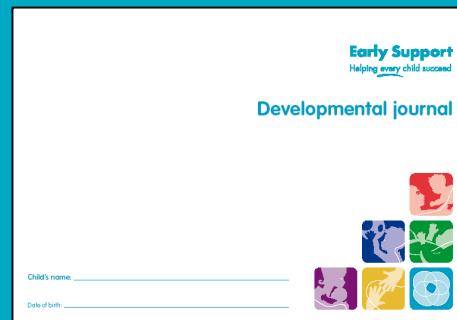 Early Support
Helping every child succeed
Developmental journal
Child's name:
Date of birth: